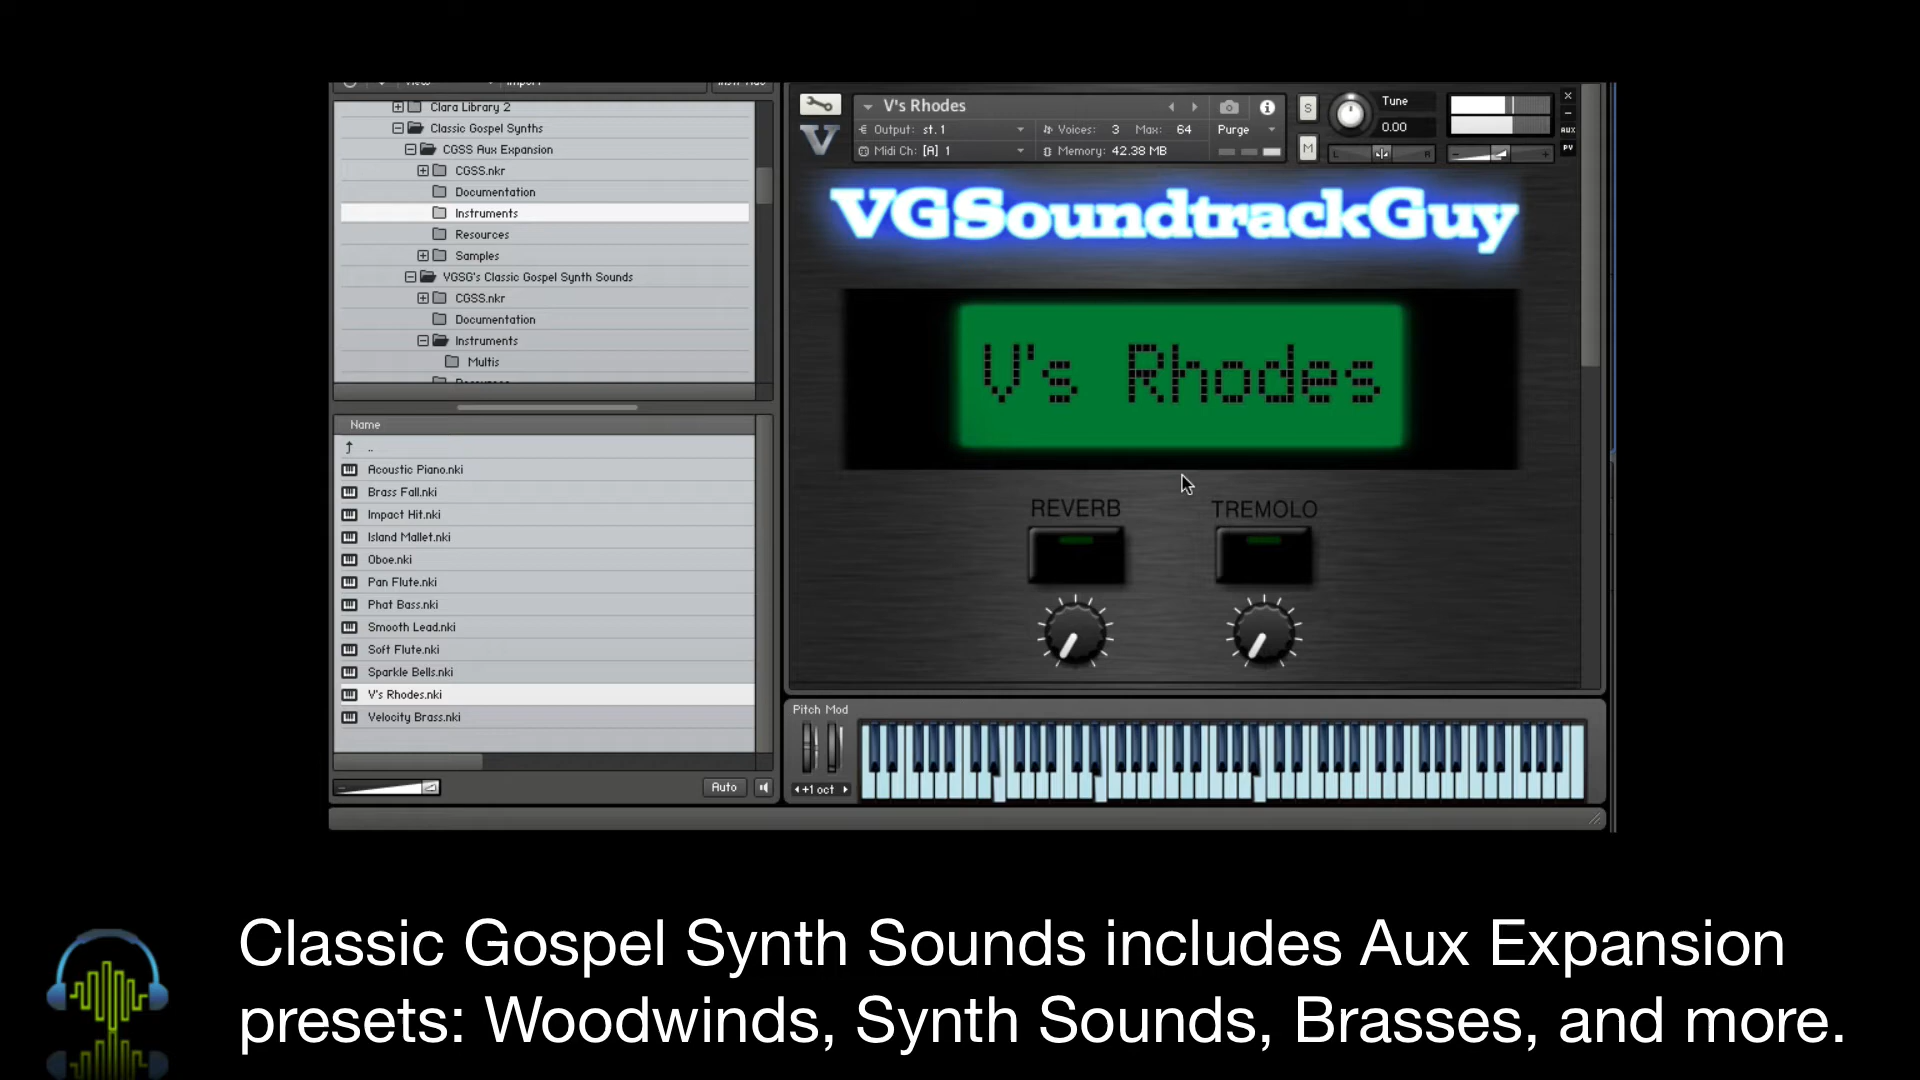 Clara Library 2
Classic Gospel Synths
CGSS Aux Expansion
CGSS.nkr
Documentation
Instruments
Resources
Samples
VGSG's Classic Gospel Synth Sounds
CGSS.nkr
Documentation
Instruments
Multis
Name
..
Acoustic Piano.nki
Brass Fall.nki
Impact Hit.nki
Island Mallet.nki
Oboe.nki
Pan Flute.nki
Phat Bass.nki
Smooth Lead.nki
Soft Flute.nki
Sparkle Bells.nki
V's Rhodes.nki
Velocity Brass.nki
Auto
V's Rhodes
Output: st. 1 Voices: 3 Max: 64 Purge
Midi Ch: [A] 1 Memory: 42.38 MB
S
M
Tune
0.00
L R
AUX
PV
VGSoundtrackGuy
V's Rhodes
REVERB TREMOLO
Pitch Mod
+1 oct
Classic Gospel Synth Sounds includes Aux Expansion
presets: Woodwinds, Synth Sounds, Brasses, and more.